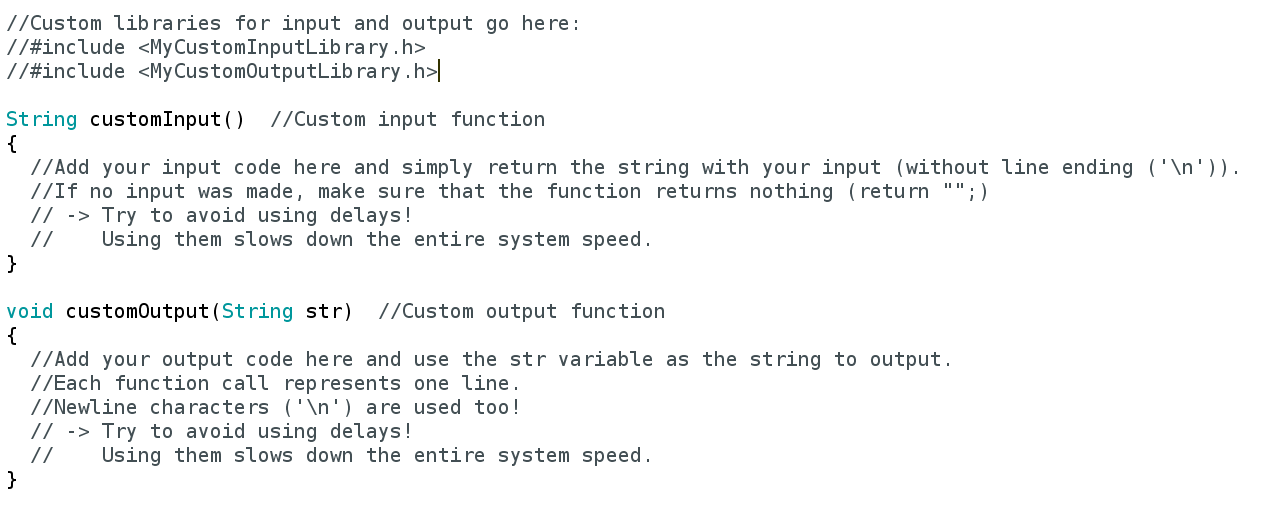 //Custom libraries for input and output go here:
//#include <MyCustomInputLibrary.h>
//#include <MyCustomOutputLibrary.h>

String customInput()  //Custom input function
{
  //Add your input code here and simply return the string with your input (without line ending ('\n')).
  //If no input was made, make sure that the function returns nothing (return "";)
  // -> Try to avoid using delays!
  //    Using them slows down the entire system speed.
}

void customOutput(String str)  //Custom output function
{
  //Add your output code here and use the str variable as the string to output.
  //Each function call represents one line.
  //Newline characters ('\n') are used too!
  // -> Try to avoid using delays!
  //    Using them slows down the entire system speed.
}